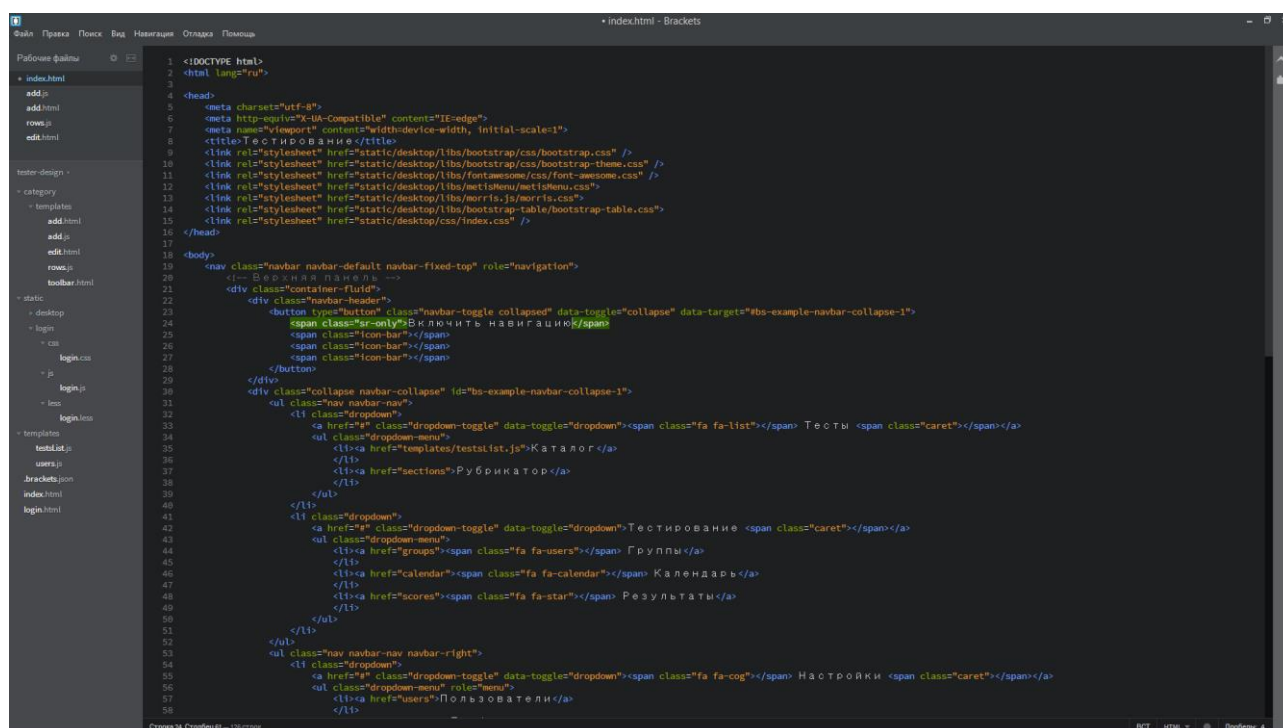 • index.html - Brackets
Файл Правка Поиск Вид Навигация Отладка Помощь
Рабочие файлы
index.html
add.js
add.html
rows.js
edit.html
tester-design
category
templates
add.html
add.js
edit.html
rows.js
toolbar.html
static
desktop
login
css
login.css
js
login.js
less
login.less
templates
testsList.js
users.js
.brackets.json
index.html
login.html
1 <!DOCTYPE html>
2 <html lang="ru">
3
4 <head>
5 <meta charset="utf-8">
6 <meta http-equiv="X-UA-Compatible" content="IE=edge">
7 <meta name="viewport" content="width=device-width, initial-scale=1">
8 <title>Тестирование</title>
9 <link rel="stylesheet" href="static/desktop/libs/bootstrap/css/bootstrap.css" />
10 <link rel="stylesheet" href="static/desktop/libs/bootstrap/css/bootstrap-theme.css" />
11 <link rel="stylesheet" href="static/desktop/libs/fontawesome/css/font-awesome.css" />
12 <link rel="stylesheet" href="static/desktop/libs/metisMenu/metisMenu.css">
13 <link rel="stylesheet" href="static/desktop/libs/morris.js/morris.css">
14 <link rel="stylesheet" href="static/desktop/libs/bootstrap-table/bootstrap-table.css">
15 <link rel="stylesheet" href="static/desktop/css/index.css" />
16 </head>
17
18 <body>
19 <nav class="navbar navbar-default navbar-fixed-top" role="navigation">
20 <!-- Верхняя панель -->
21 <div class="container-fluid">
22 <div class="navbar-header">
23 <button type="button" class="navbar-toggle collapsed" data-toggle="collapse" data-target="#bs-example-navbar-collapse-1">
24 <span class="sr-only">Включить навигацию</span>
25 <span class="icon-bar"></span>
26 <span class="icon-bar"></span>
27 <span class="icon-bar"></span>
28 </button>
29 </div>
30 <div class="collapse navbar-collapse" id="bs-example-navbar-collapse-1">
31 <ul class="nav navbar-nav">
32 <li class="dropdown">
33 <a href="#" class="dropdown-toggle" data-toggle="dropdown"><span class="fa fa-list"></span> Тесты <span class="caret"></span></a>
34 <ul class="dropdown-menu">
35 <li><a href="templates/testsList.js">Каталог</a>
36 </li>
37 <li><a href="sections">Рубрикатор</a>
38 </li>
39 </ul>
40 </li>
41 <li class="dropdown">
42 <a href="#" class="dropdown-toggle" data-toggle="dropdown">Тестирование <span class="caret"></span></a>
43 <ul class="dropdown-menu">
44 <li><a href="groups"><span class="fa fa-users"></span> Группы</a>
45 </li>
46 <li><a href="calendar"><span class="fa fa-calendar"></span> Календарь</a>
47 </li>
48 <li><a href="scores"><span class="fa fa-star"></span> Результаты</a>
49 </li>
50 </ul>
51 </li>
52 </ul>
53 <ul class="nav navbar-nav navbar-right">
54 <li class="dropdown">
55 <a href="#" class="dropdown-toggle" data-toggle="dropdown"><span class="fa fa-cog"></span> Настройки <span class="caret"></span></a>
56 <ul class="dropdown-menu" role="menu">
57 <li><a href="users">Пользователи</a>
58 </li>